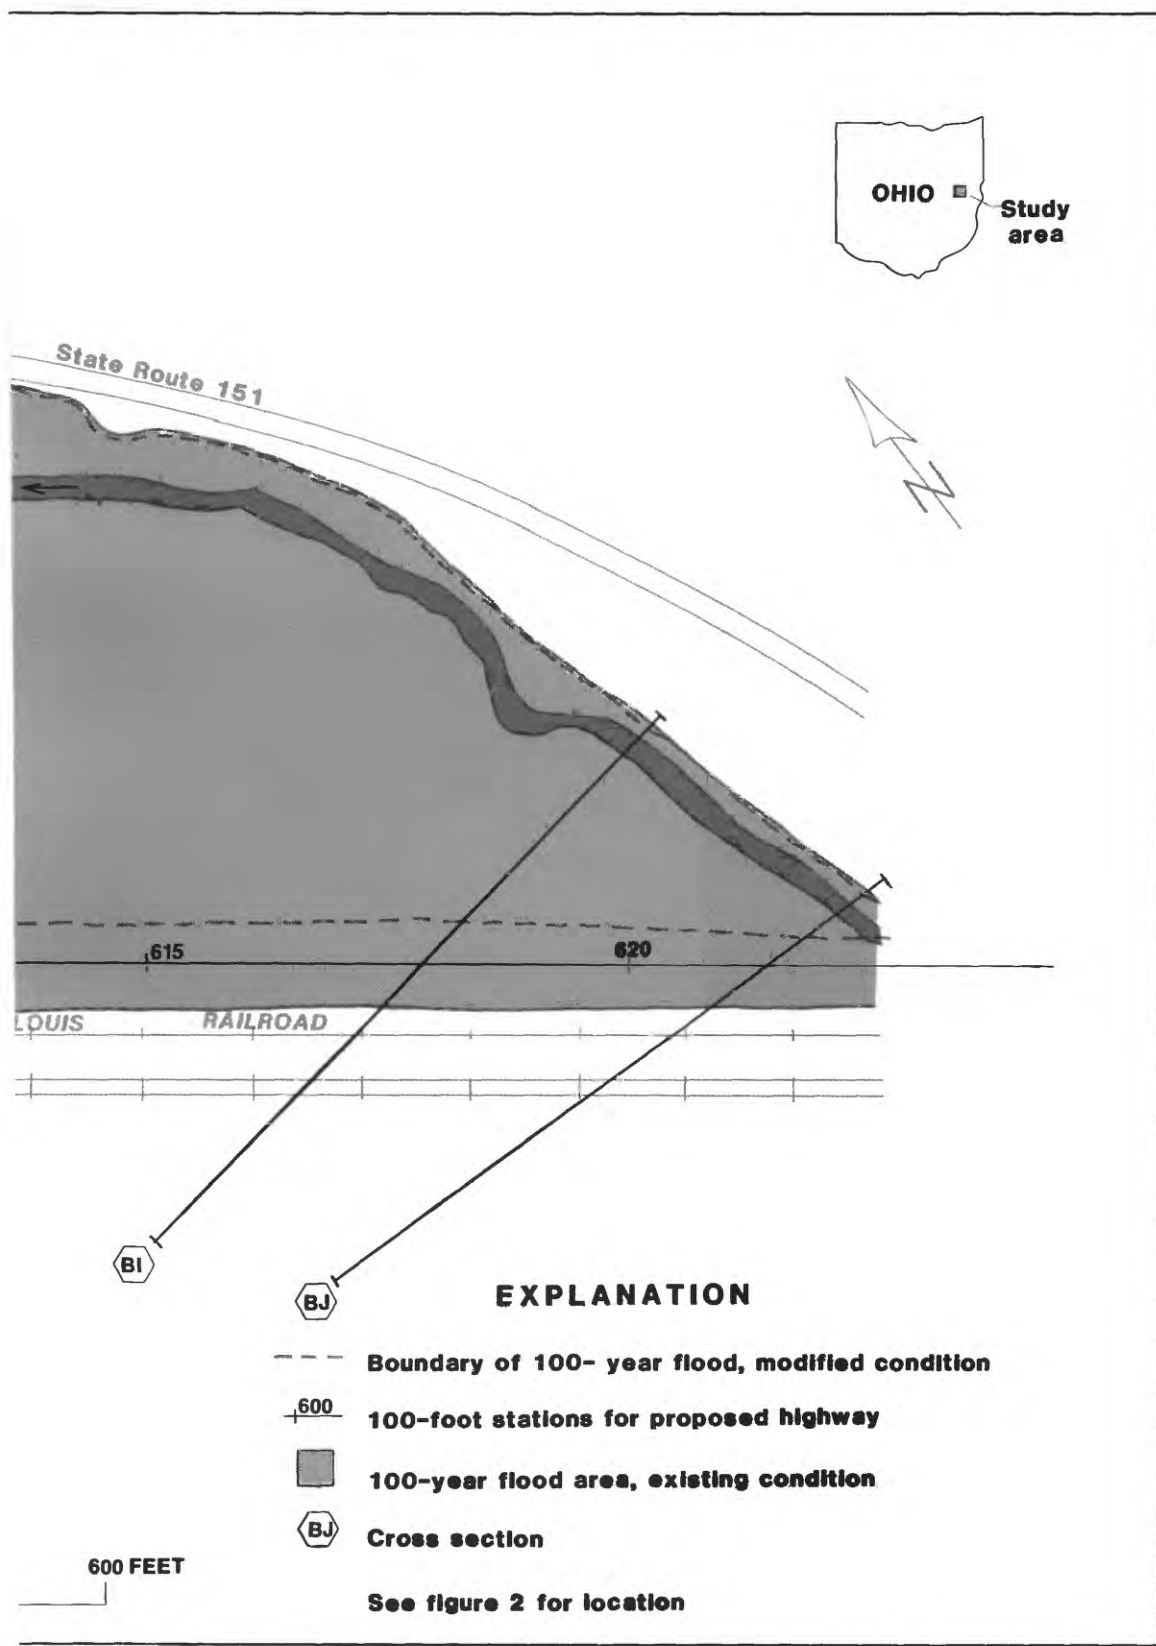 OHIO
Study
area
State Route 151
N
615
620
LOUIS RAILROAD
BI
BJ
EXPLANATION
Boundary of 100- year flood, modified condition
600
100-foot stations for proposed highway
100-year flood area, existing condition
BJ
Cross section
600 FEET
See figure 2 for location